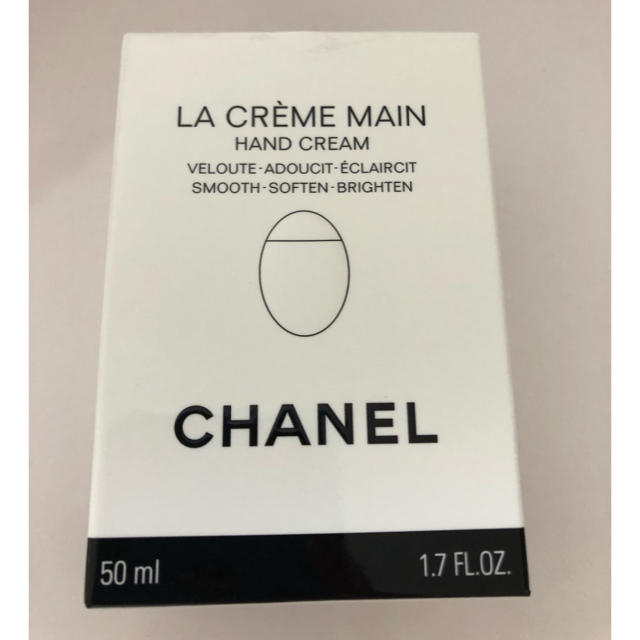 LA CRÈME MAIN
HAND CREAM
VELOUTE-ADOUCIT-ÉCLAIRCIT
SMOOTH-SOFTEN-BRIGHTEN
CHANEL
50 ml 1.7 FL.OZ.